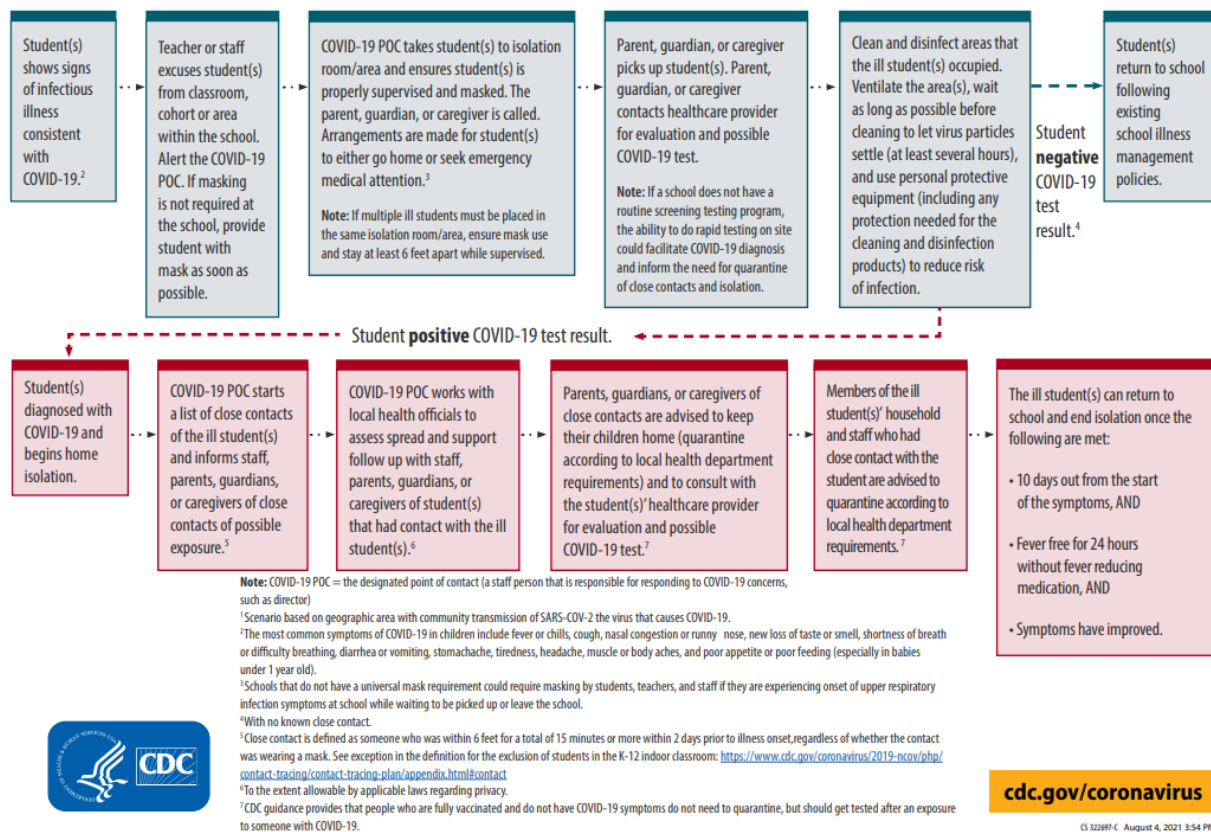 Student(s)
shows signs
of infectious
illness
consistent
with
COVID-19.2
Teacher or staff
excuses student(s)
from classroom,
cohort or area
within the school.
Alert the COVID-19
POC. If masking
is not required at
the school, provide
student with
mask as soon as
possible.
COVID-19 POC takes student(s) to isolation
room/area and ensures student(s) is
properly supervised and masked. The
parent, guardian, or caregiver is called.
Arrangements are made for student(s)
to either go home or seek emergency
medical attention.3
Note: If multiple ill students must be placed in
the same isolation room/area, ensure mask use
and stay at least 6 feet apart while supervised.
Parent, guardian, or caregiver
picks up student(s). Parent,
guardian, or caregiver
contacts healthcare provider
for evaluation and possible
COVID-19 test.
Note: If a school does not have a
routine screening testing program,
the ability to do rapid testing on site
could facilitate COVID-19 diagnosis
and inform the need for quarantine
of close contacts and isolation.
Clean and disinfect areas that
the ill student(s) occupied.
Ventilate the area(s), wait
as long as possible before
cleaning to let virus particles
settle (at least several hours),
and use personal protective
equipment (including any
protection needed for the
cleaning and disinfection
products) to reduce risk
of infection.
Student
negative
COVID-19
test
result.4
Student(s)
return to school
following
existing
school illness
management
policies.
Student positive COVID-19 test result.
Student(s)
diagnosed with
COVID-19 and
begins home
isolation.
COVID-19 POC starts
a list of close contacts
of the ill student(s)
and informs staff,
parents, guardians,
or caregivers of close
contacts of possible
exposure.5
COVID-19 POC works with
local health officials to
assess spread and support
follow up with staff,
parents, guardians, or
caregivers of student(s)
that had contact with the ill
student(s).6
Parents, guardians, or caregivers of
close contacts are advised to keep
their children home (quarantine
according to local health department
requirements) and to consult with
the student(s)' healthcare provider
for evaluation and possible
COVID-19 test.7
Members of the ill
student(s)' household
and staff who had
close contact with the
student are advised to
quarantine according to
local health department
requirements. 7
The ill student(s) can return to
school and end isolation once the
following are met:
• 10 days out from the start
of the symptoms, AND
• Fever free for 24 hours
without fever reducing
medication, AND
• Symptoms have improved.
Note: COVID-19 POC = the designated point of contact (a staff person that is responsible for responding to COVID-19 concerns,
such as director)
1Scenario based on geographic area with community transmission of SARS-COV-2 the virus that causes COVID-19.
2The most common symptoms of COVID-19 in children include fever or chills, cough, nasal congestion or runny nose, new loss of taste or smell, shortness of breath
or difficulty breathing, diarrhea or vomiting, stomachache, tiredness, headache, muscle or body aches, and poor appetite or poor feeding (especially in babies
under 1 year old).
3Schools that do not have a universal mask requirement could require masking by students, teachers, and staff if they are experiencing onset of upper respiratory
infection symptoms at school while waiting to be picked up or leave the school.
4With no known close contact.
5Close contact is defined as someone who was within 6 feet for a total of 15 minutes or more within 2 days prior to illness onset,regardless of whether the contact
was wearing a mask. See exception in the definition for the exclusion of students in the K-12 indoor classroom: https://www.cdc.gov/coronavirus/2019-ncov/php/
contact-tracing/contact-tracing-plan/appendix.html#contact
6To the extent allowable by applicable laws regarding privacy.
7CDC guidance provides that people who are fully vaccinated and do not have COVID-19 symptoms do not need to quarantine, but should get tested after an exposure
to someone with COVID-19.
DEPARTMENT OF HEALTH & HUMAN SERVICES·USA
CDC
cdc.gov/coronavirus
CS 322697-C August 4, 2021 3:54 PM